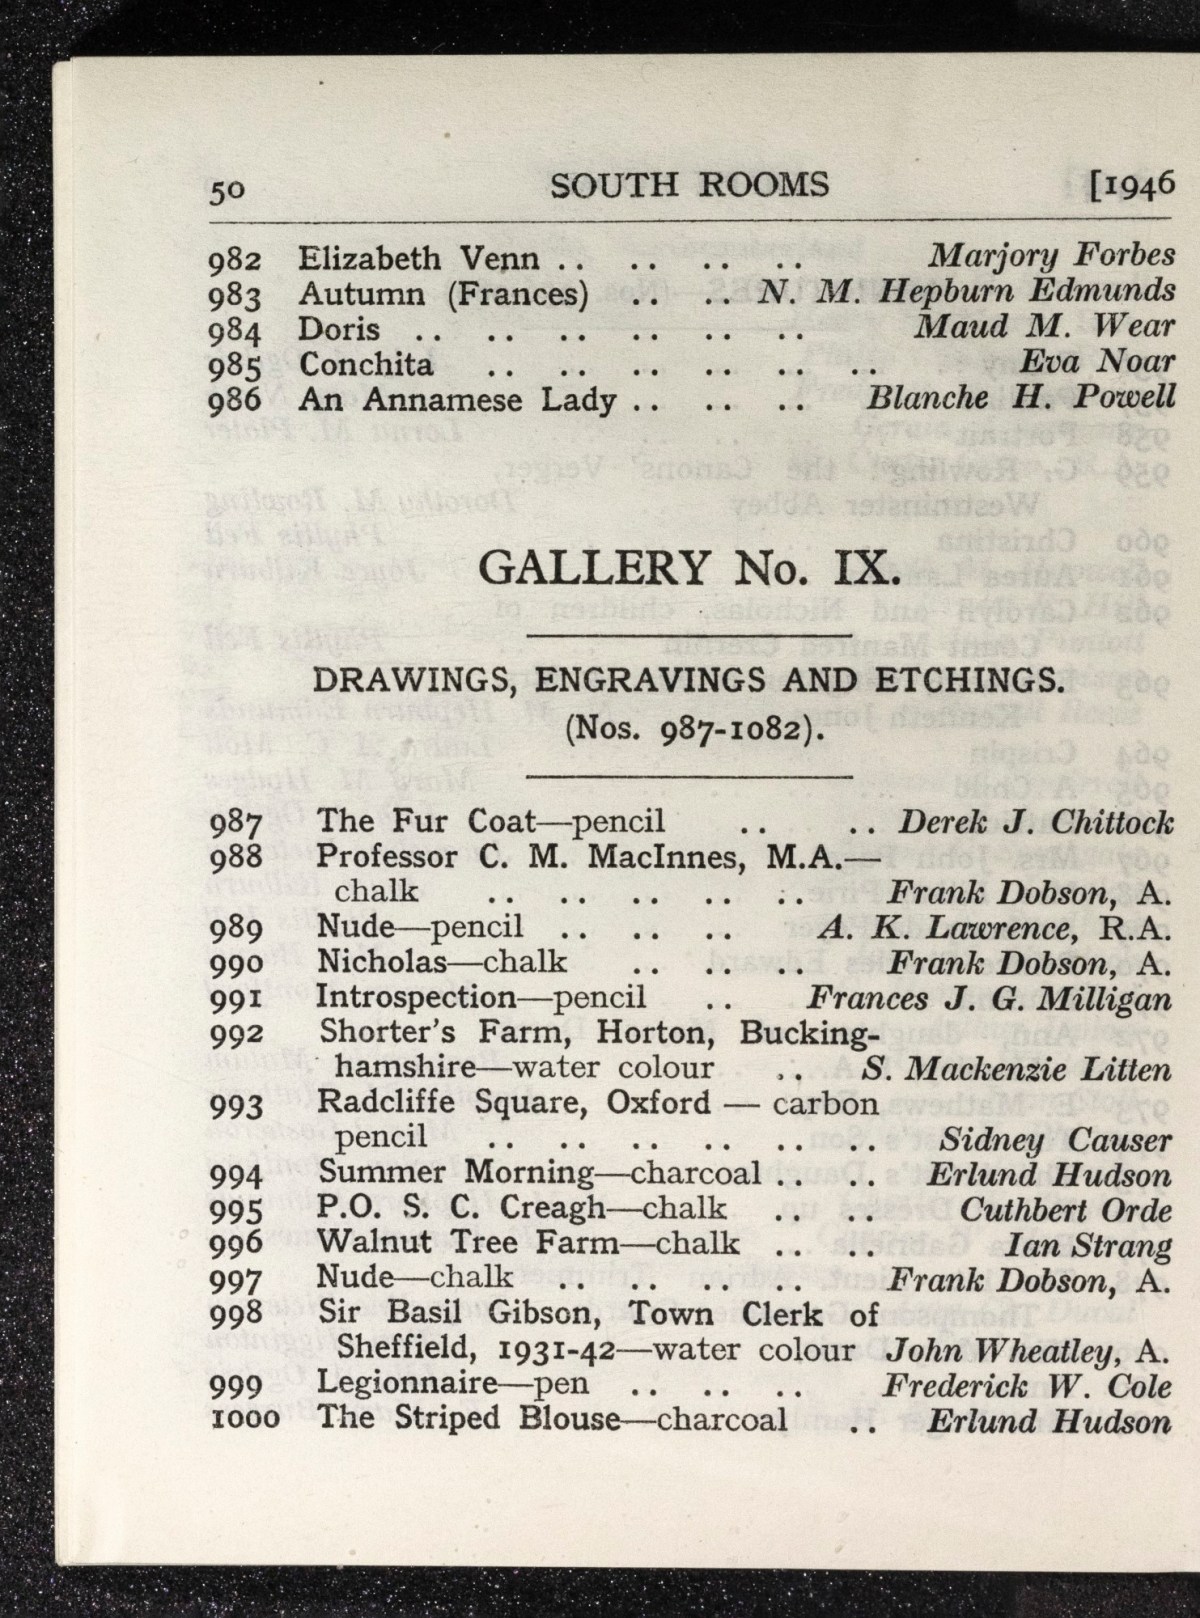 50 SOUTH ROOMS [1946
982 Elizabeth Venn .. .. .. .. Marjory Forbes
983 Autumn (Frances) .. .. N. M. Hepburn Edmunds
984 Doris .. .. .. .. .. .. Maud M. Wear
985 Conchita .. .. .. .. .. .. Eva Noar
986 An Annamese Lady .. .. .. Blanche H. Powell
GALLERY No. IX.
DRAWINGS, ENGRAVINGS AND ETCHINGS.
(Nos. 987-1082).
987 The Fur Coat—pencil .. .. Derek J. Chittock
988 Professor C. M. MacInnes, M.A.—
chalk .. .. .. .. .. Frank Dobson, A.
989 Nude—pencil .. .. .. A. K. Lawrence, R.A.
990 Nicholas—chalk .. .. .. Frank Dobson, A.
991 Introspection—pencil .. Frances J. G. Milligan
992 Shorter's Farm, Horton, Bucking-
hamshire—water colour .. S. Mackenzie Litten
993 Radcliffe Square, Oxford — carbon
pencil .. .. .. .. .. .. Sidney Causer
994 Summer Morning—charcoal .. .. Erlund Hudson
995 P.O. S. C. Creagh—chalk .. .. Cuthbert Orde
996 Walnut Tree Farm—chalk .. .. Ian Strang
997 Nude—chalk .. .. .. .. Frank Dobson, A.
998 Sir Basil Gibson, Town Clerk of
Sheffield, 1931-42—water colour John Wheatley, A.
999 Legionnaire—pen .. .. .. Frederick W. Cole
1000 The Striped Blouse—charcoal .. Erlund Hudson